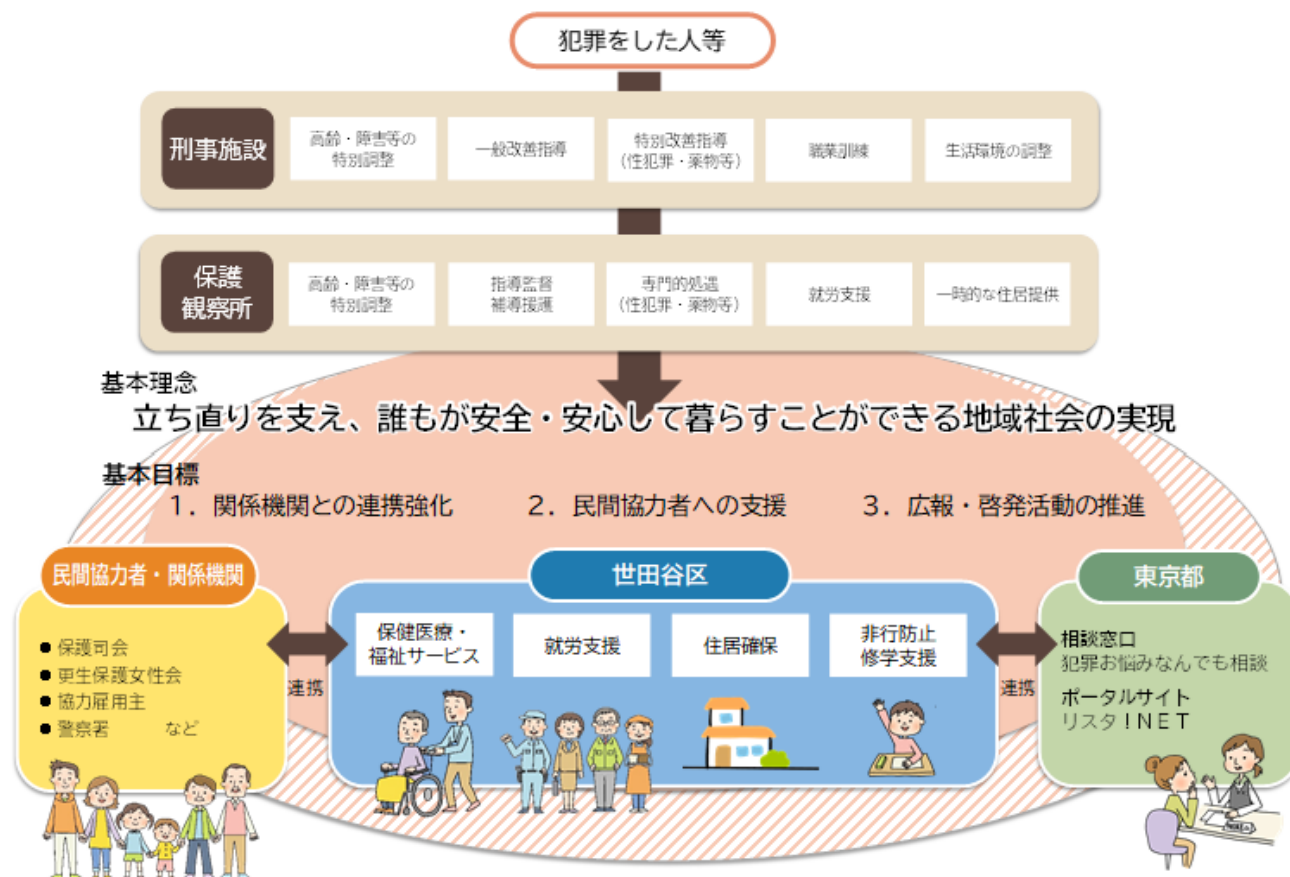 犯罪をした人等
刑事施設
高齢・障害等の
特別調整
一般改善指導
特別改善指導
(性犯罪・薬物等)
職業訓練
生活環境の調整
保護
観察所
高齢・障害等の
特別調整
指導監督
補導援護
専門的処遇
(性犯罪・薬物等)
就労支援
一時的な住居提供
基本理念
立ち直りを支え、誰もが安全・安心して暮らすことができる地域社会の実現
基本目標
1．関係機関との連携強化
2．民間協力者への支援
3．広報・啓発活動の推進
民間協力者・関係機関
● 保護司会
● 更生保護女性会
● 協力雇用主
● 警察署 など
連携
世田谷区
保健医療・
福祉サービス
就労支援
住居確保
非行防止
修学支援
連携
東京都
相談窓口
犯罪お悩みなんでも相談
ポータルサイト
リスタ！NET